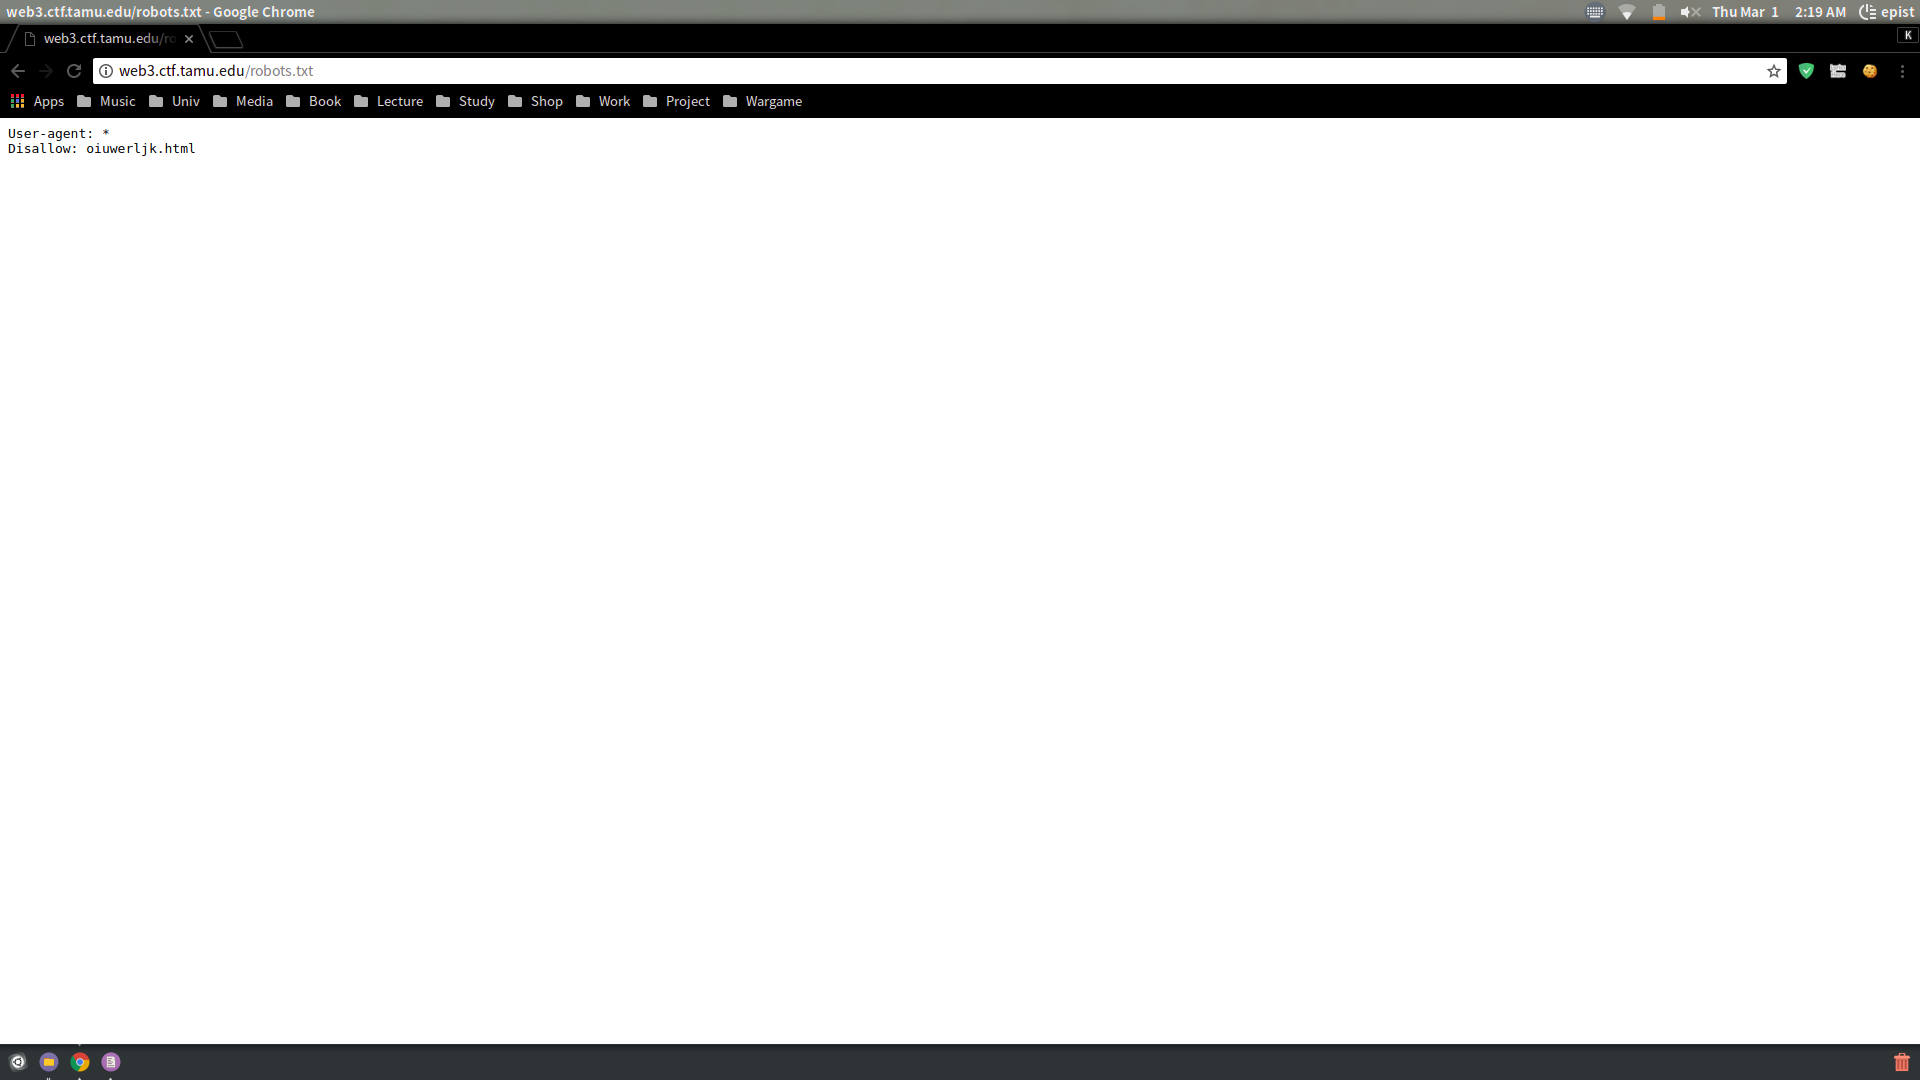 web3.ctf.tamu.edu/robots.txt - Google Chrome
Thu Mar 1 2:19 AM epist
web3.ctf.tamu.edu/ro
K
web3.ctf.tamu.edu/robots.txt
Apps Music Univ Media Book Lecture Study Shop Work Project Wargame
User-agent: *
Disallow: oiuwerljk.html